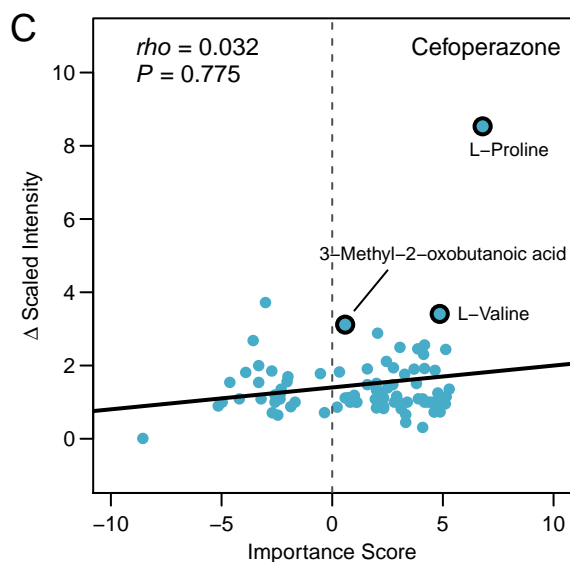 C
rho = 0.032
P = 0.775
Cefoperazone
L−Proline
3−Methyl−2−oxobutanoic acid
L−Valine
Δ Scaled Intensity
10
8
6
4
2
0
−10
−5
0
5
10
Importance Score